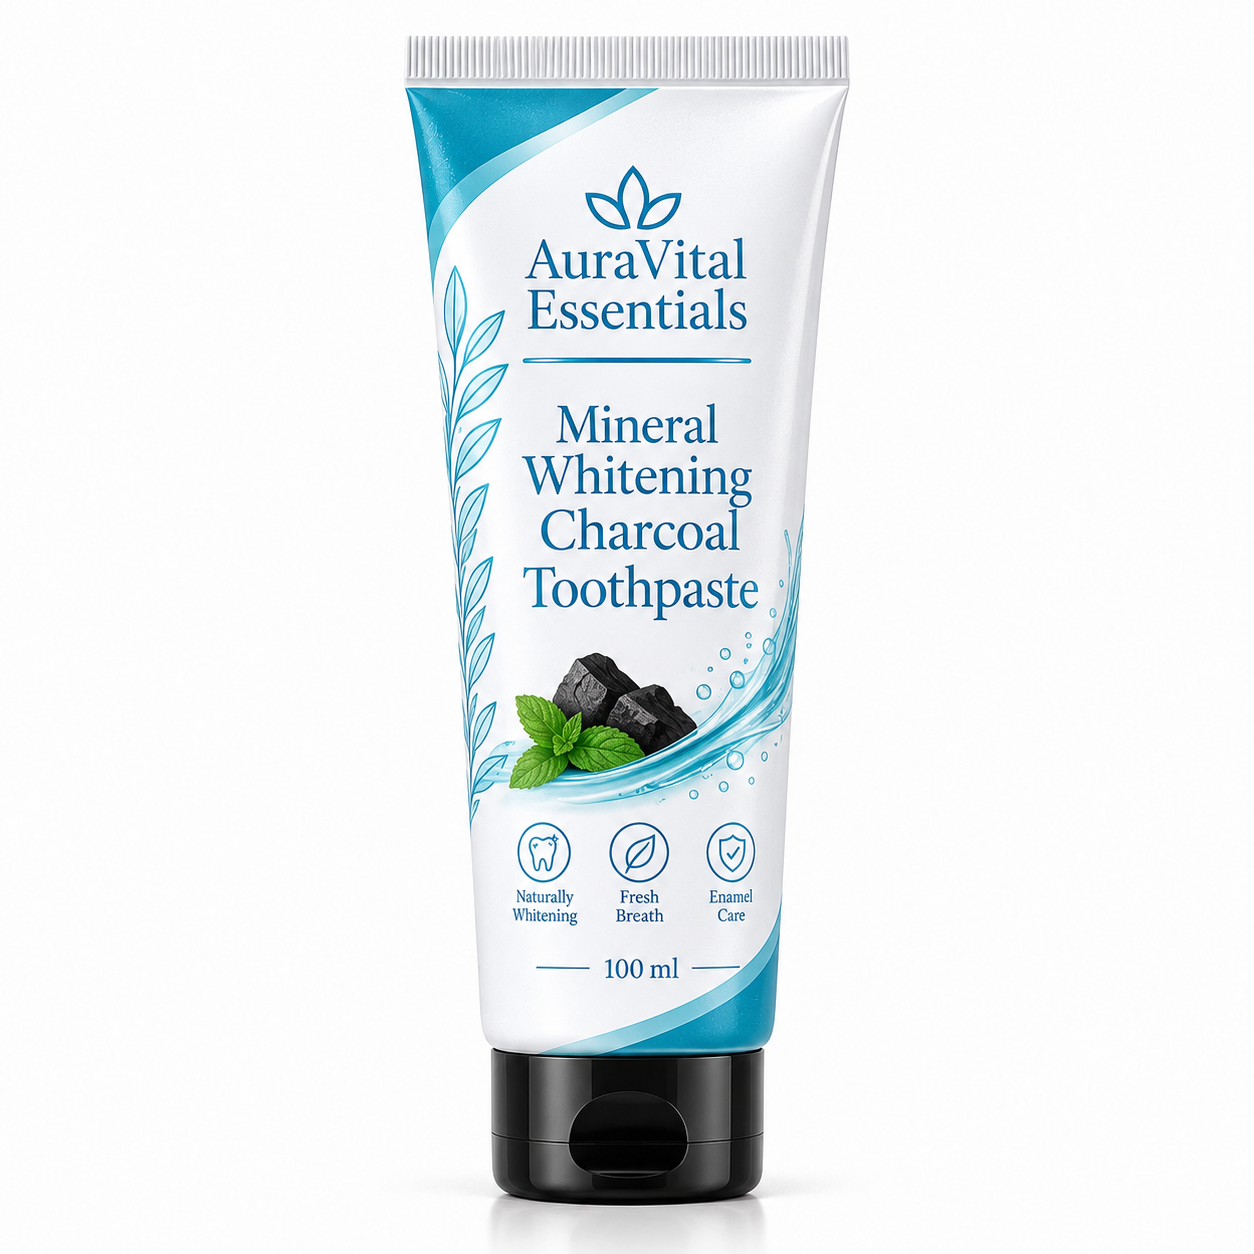 AuraVital
Essentials
Mineral
Whitening
Charcoal
Toothpaste
Naturally
Whitening
Fresh
Breath
Enamel
Care
100 ml